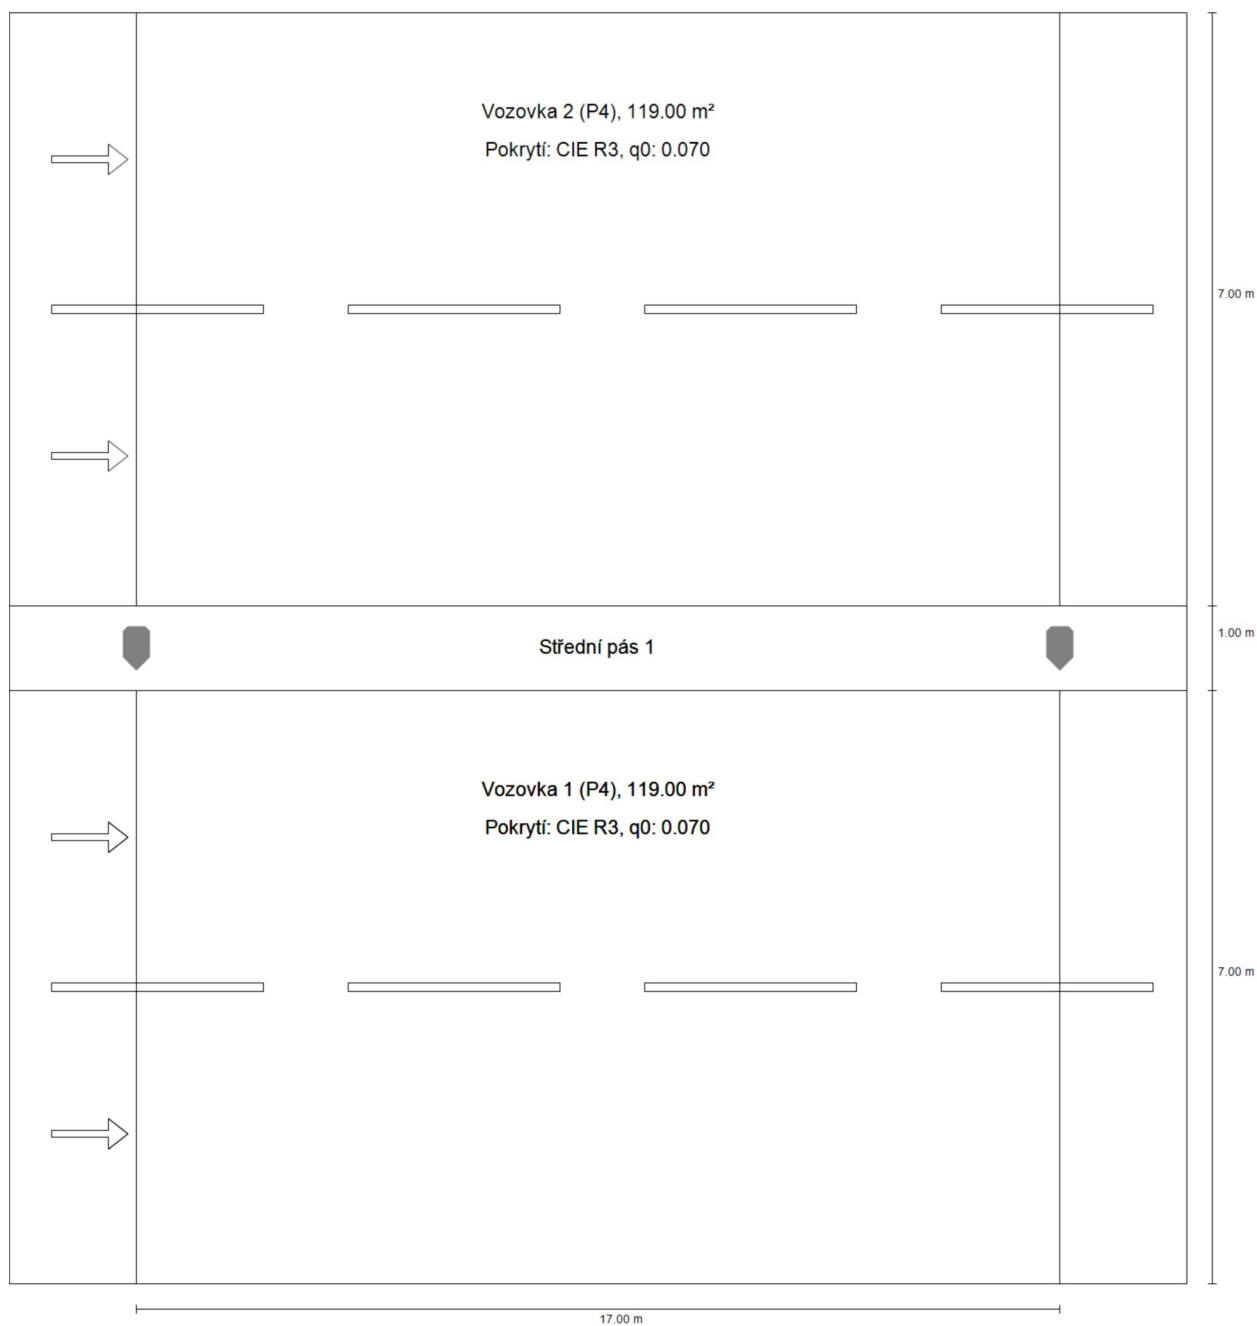 Vozovka 2 (P4), 119.00 m²
Pokrytí: CIE R3, q0: 0.070
7.00 m
Střední pás 1
1.00 m
Vozovka 1 (P4), 119.00 m²
Pokrytí: CIE R3, q0: 0.070
7.00 m
17.00 m